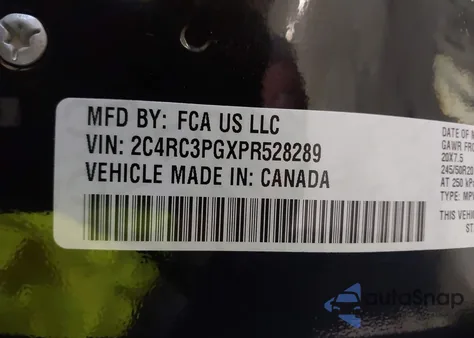 MFD BY: FCA US LLC
VIN: 2C4RC3PGXPR528289
VEHICLE MADE IN: CANADA
DATE OF M
GAWR FRO
20X7.5
245/50R20
AT 250 kPa
TYPE: MPV
THIS VEHI
ST
autoSnap